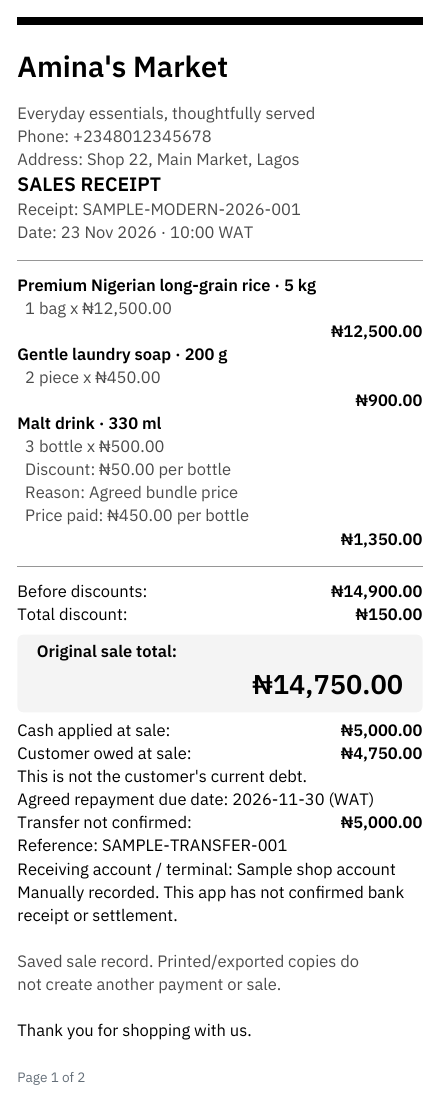 Amina's Market
Everyday essentials, thoughtfully served
Phone: +2348012345678
Address: Shop 22, Main Market, Lagos
SALES RECEIPT
Receipt: SAMPLE-MODERN-2026-001
Date: 23 Nov 2026 · 10:00 WAT
Premium Nigerian long-grain rice · 5 kg
1 bag x ₦12,500.00
₦12,500.00
Gentle laundry soap · 200 g
2 piece x ₦450.00
₦900.00
Malt drink · 330 ml
3 bottle x ₦500.00
Discount: ₦50.00 per bottle
Reason: Agreed bundle price
Price paid: ₦450.00 per bottle
₦1,350.00
Before discounts: ₦14,900.00
Total discount: ₦150.00
Original sale total:
₦14,750.00
Cash applied at sale: ₦5,000.00
Customer owed at sale: ₦4,750.00
This is not the customer's current debt.
Agreed repayment due date: 2026-11-30 (WAT)
Transfer not confirmed: ₦5,000.00
Reference: SAMPLE-TRANSFER-001
Receiving account / terminal: Sample shop account
Manually recorded. This app has not confirmed bank
receipt or settlement.
Saved sale record. Printed/exported copies do
not create another payment or sale.
Thank you for shopping with us.
Page 1 of 2